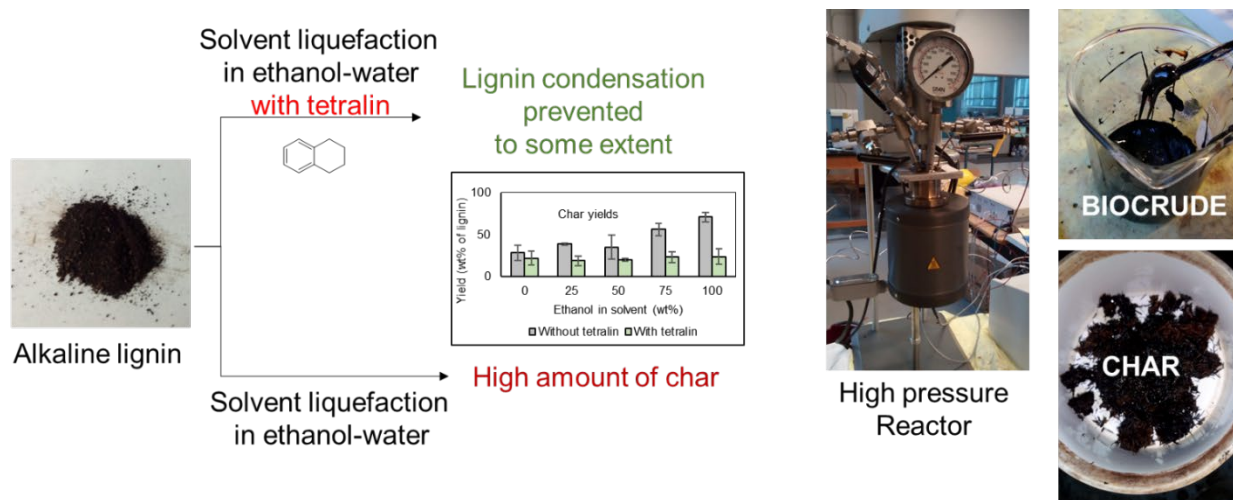 Solvent liquefaction
in ethanol-water
with tetralin
Lignin condensation
prevented
to some extent
Alkaline lignin
100
50
0
Yield (wt% of lignin)
Char yields
0 25 50 75 100
Ethanol in solvent (wt%)
Without tetralin With tetralin
High amount of char
Solvent liquefaction
in ethanol-water
High pressure
Reactor
BIOCRUDE
CHAR